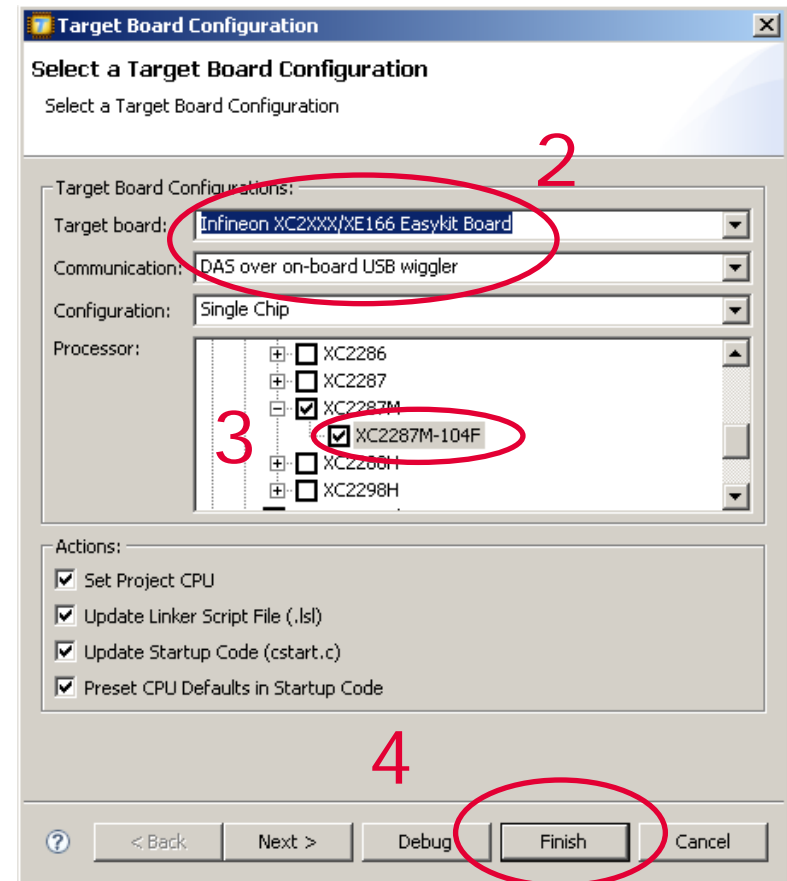 Target Board Configuration
Select a Target Board Configuration
Select a Target Board Configuration
2
Target Board Configurations:
Target board: Infineon XC2XXX/XE166 Easykit Board
Communication: DAS over on-board USB wiggler
Configuration: Single Chip
Processor:
XC2286
XC2287
XC2287M
3
XC2287M-104F
XC2288H
XC2298H
Actions:
Set Project CPU
Update Linker Script File (.lsl)
Update Startup Code (cstart.c)
Preset CPU Defaults in Startup Code
4
? < Back Next > Debug Finish Cancel